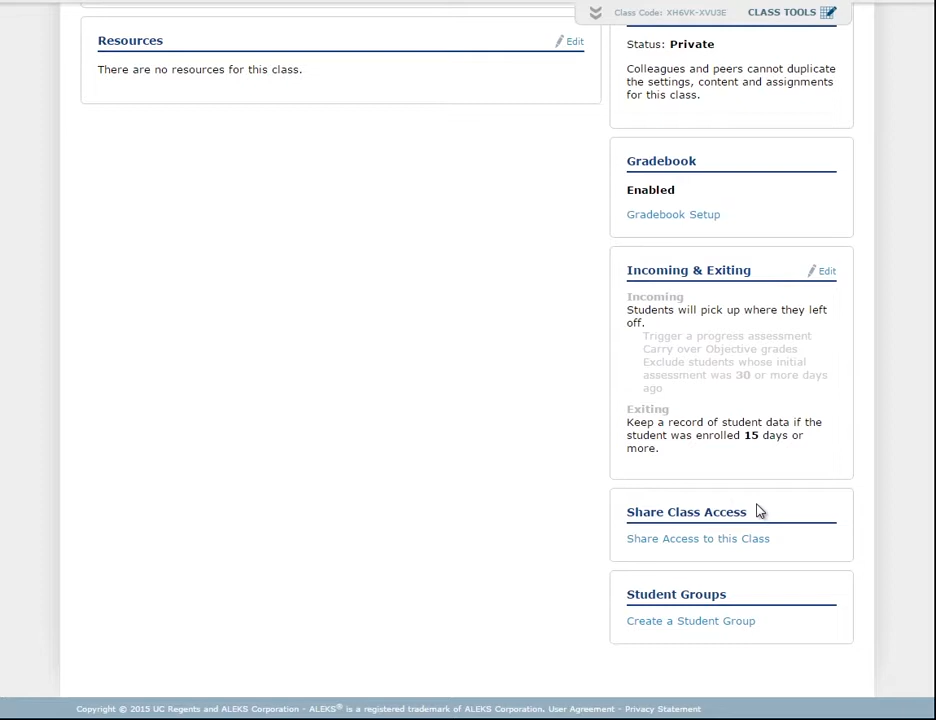 Class Code: XH6VK-XVU3E CLASS TOOLS
Resources
Edit
There are no resources for this class.
Status: Private
Colleagues and peers cannot duplicate
the settings, content and assignments
for this class.
Gradebook
Enabled
Gradebook Setup
Incoming & Exiting
Edit
Incoming
Students will pick up where they left
off.
Trigger a progress assessment
Carry over Objective grades
Exclude students whose initial
assessment was 30 or more days
ago
Exiting
Keep a record of student data if the
student was enrolled 15 days or
more.
Share Class Access
Share Access to this Class
Student Groups
Create a Student Group
Copyright © 2015 UC Regents and ALEKS Corporation - ALEKS® is a registered trademark of ALEKS Corporation. User Agreement - Privacy Statement